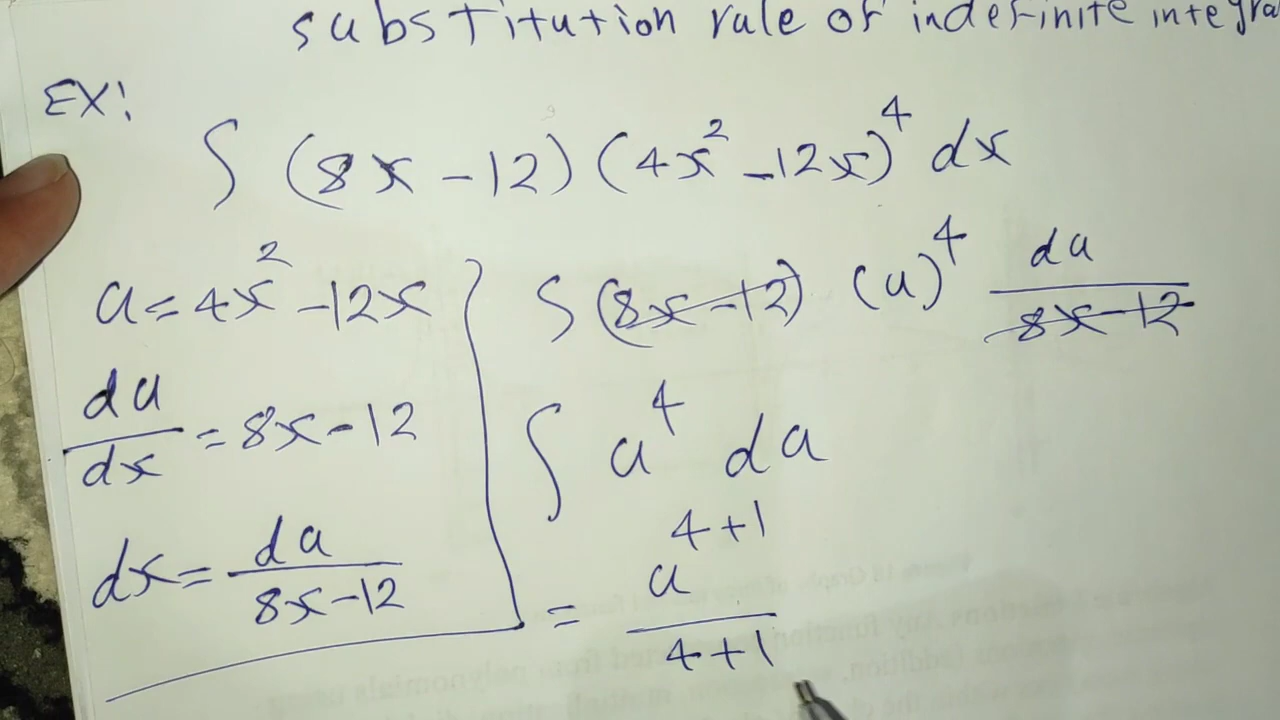 substitution rule of indefinite integra
EX:
∫ (8x - 12) (4x² - 12x)⁴ dx
u = 4x² - 12x
du/dx = 8x - 12
dx = du/(8x - 12)
∫ (8x - 12) (u)⁴ du/(8x - 12)
∫ u⁴ du
= u⁴⁺¹/(4+1)